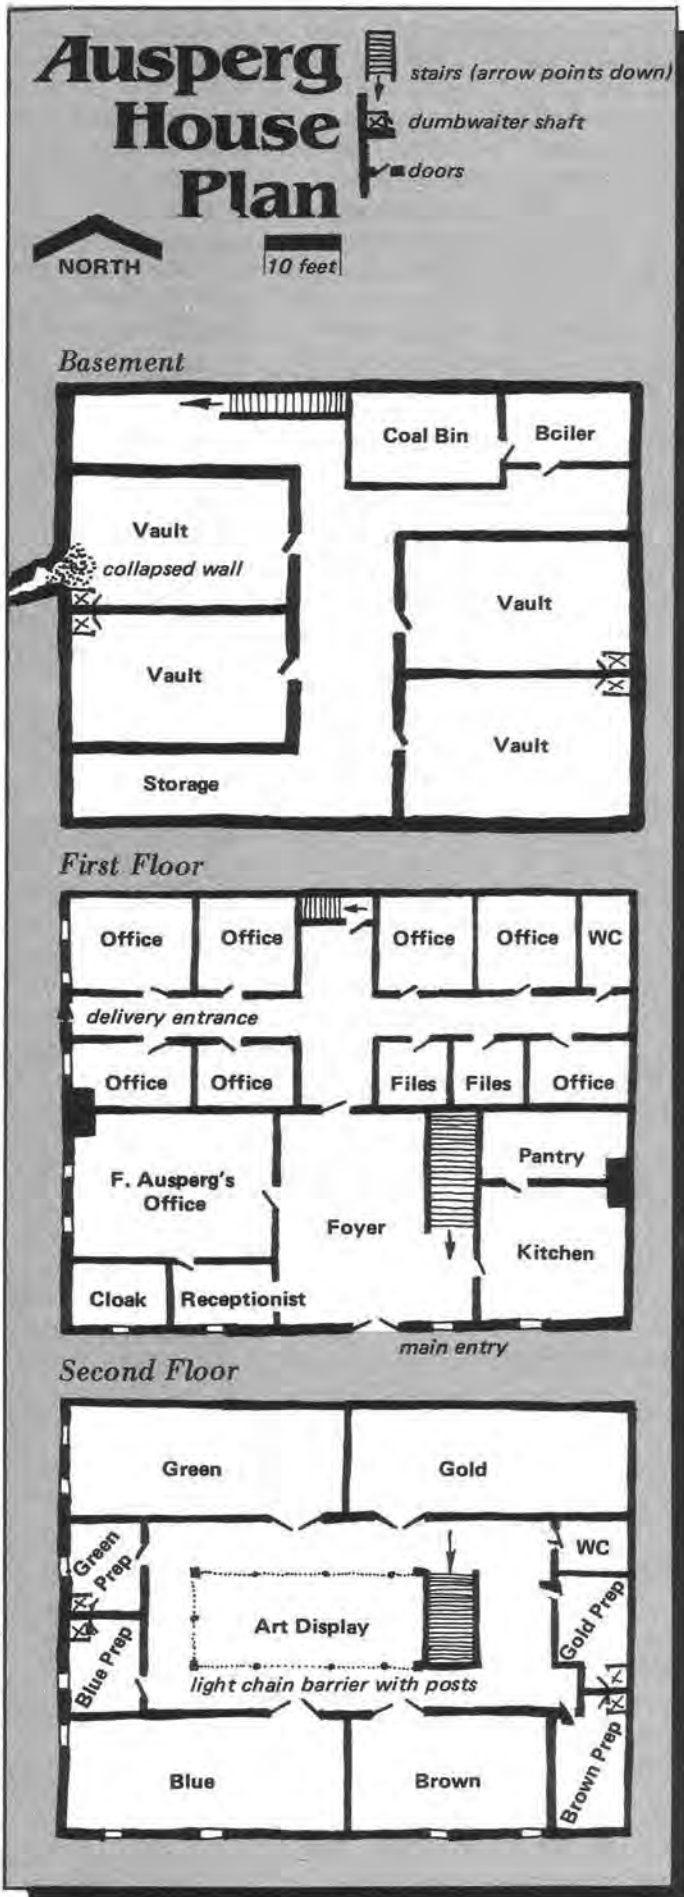 Ausperg
House
Plan
stairs (arrow points down)
dumbwaiter shaft
doors
NORTH
10 feet
Basement
Coal Bin
Boiler
Vault
collapsed wall
Vault
Vault
Vault
Storage
First Floor
Office
Office
Office
Office
WC
delivery entrance
Office
Office
Files
Files
Office
F. Ausperg's
Office
Pantry
Foyer
Kitchen
Cloak
Receptionist
main entry
Second Floor
Green
Gold
Green
Prep
WC
Gold Prep
Art Display
Blue Prep
light chain barrier with posts
Blue
Brown
Brown Prep